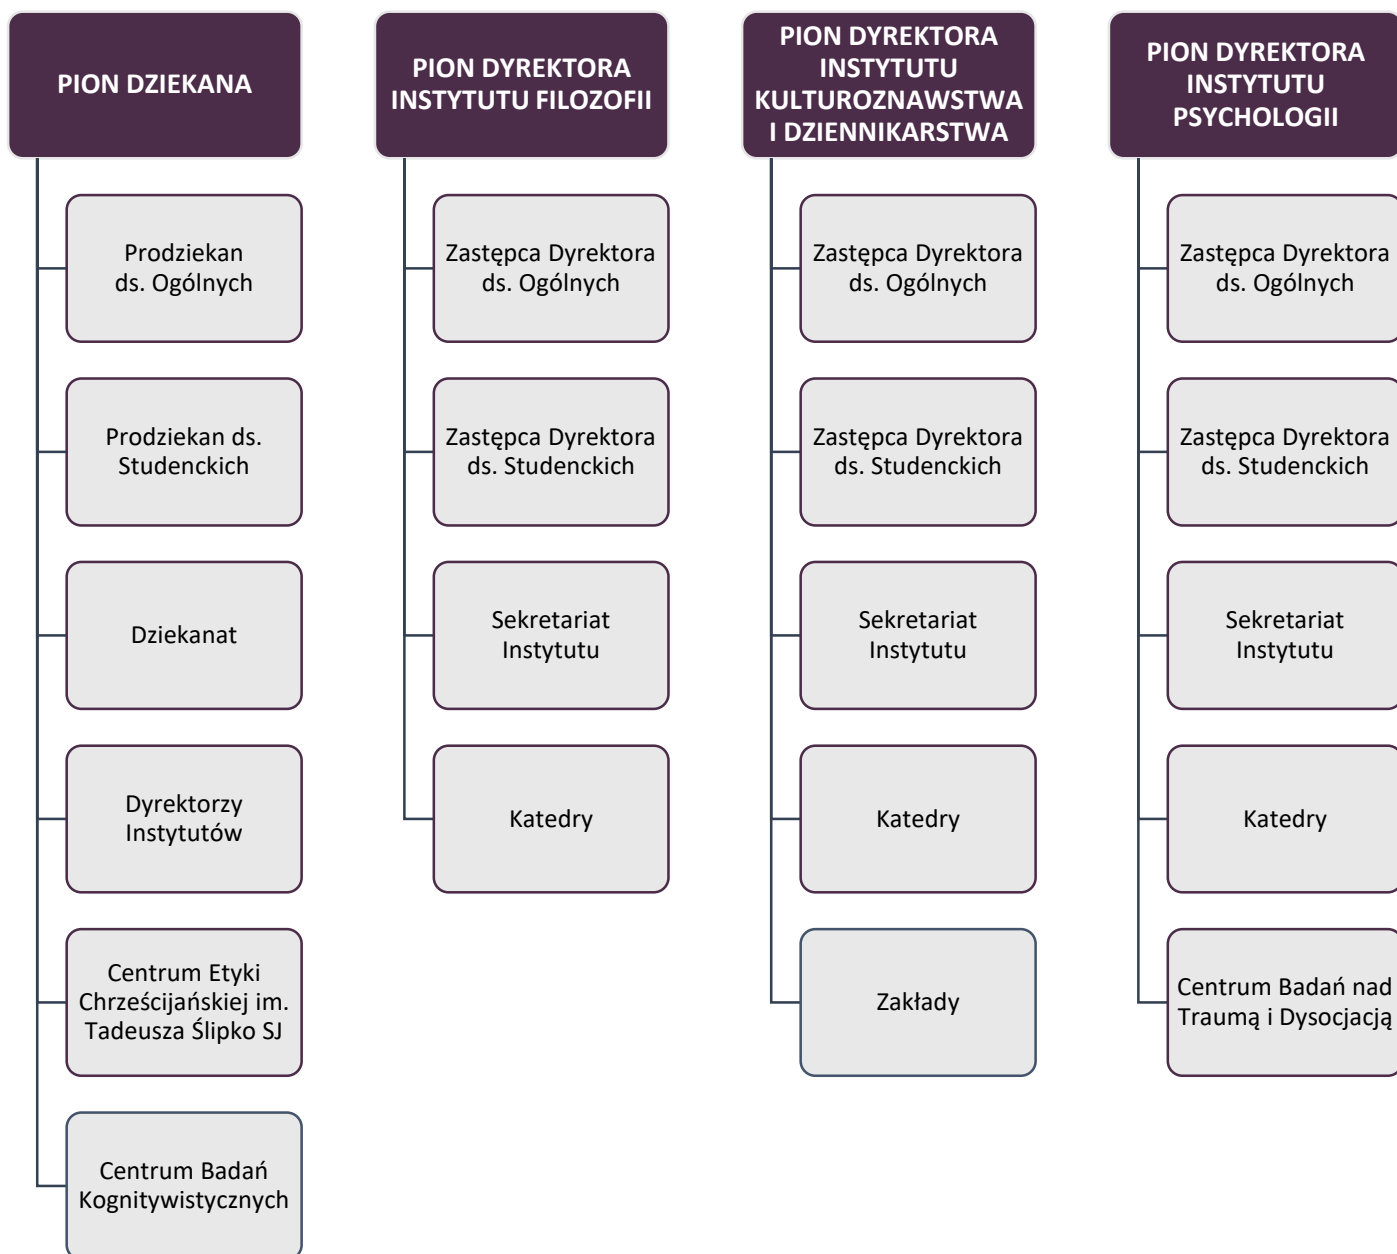 PION DZIEKANA
Prodziekan
ds. Ogólnych
Prodziekan ds.
Studenckich
Dziekanat
Dyrektorzy
Instytutów
Centrum Etyki
Chrześcijańskiej im.
Tadeusza Ślipko SJ
Centrum Badań
Kognitywistycznych
PION DYREKTORA
INSTYTUTU FILOZOFII
Zastępca Dyrektora
ds. Ogólnych
Zastępca Dyrektora
ds. Studenckich
Sekretariat
Instytutu
Katedry
PION DYREKTORA
INSTYTUTU
KULTUROZNAWSTWA
I DZIENNIKARSTWA
Zastępca Dyrektora
ds. Ogólnych
Zastępca Dyrektora
ds. Studenckich
Sekretariat
Instytutu
Katedry
Zakłady
PION DYREKTORA
INSTYTUTU
PSYCHOLOGII
Zastępca Dyrektora
ds. Ogólnych
Zastępca Dyrektora
ds. Studenckich
Sekretariat
Instytutu
Katedry
Centrum Badań nad
Traumą i Dysocjacją